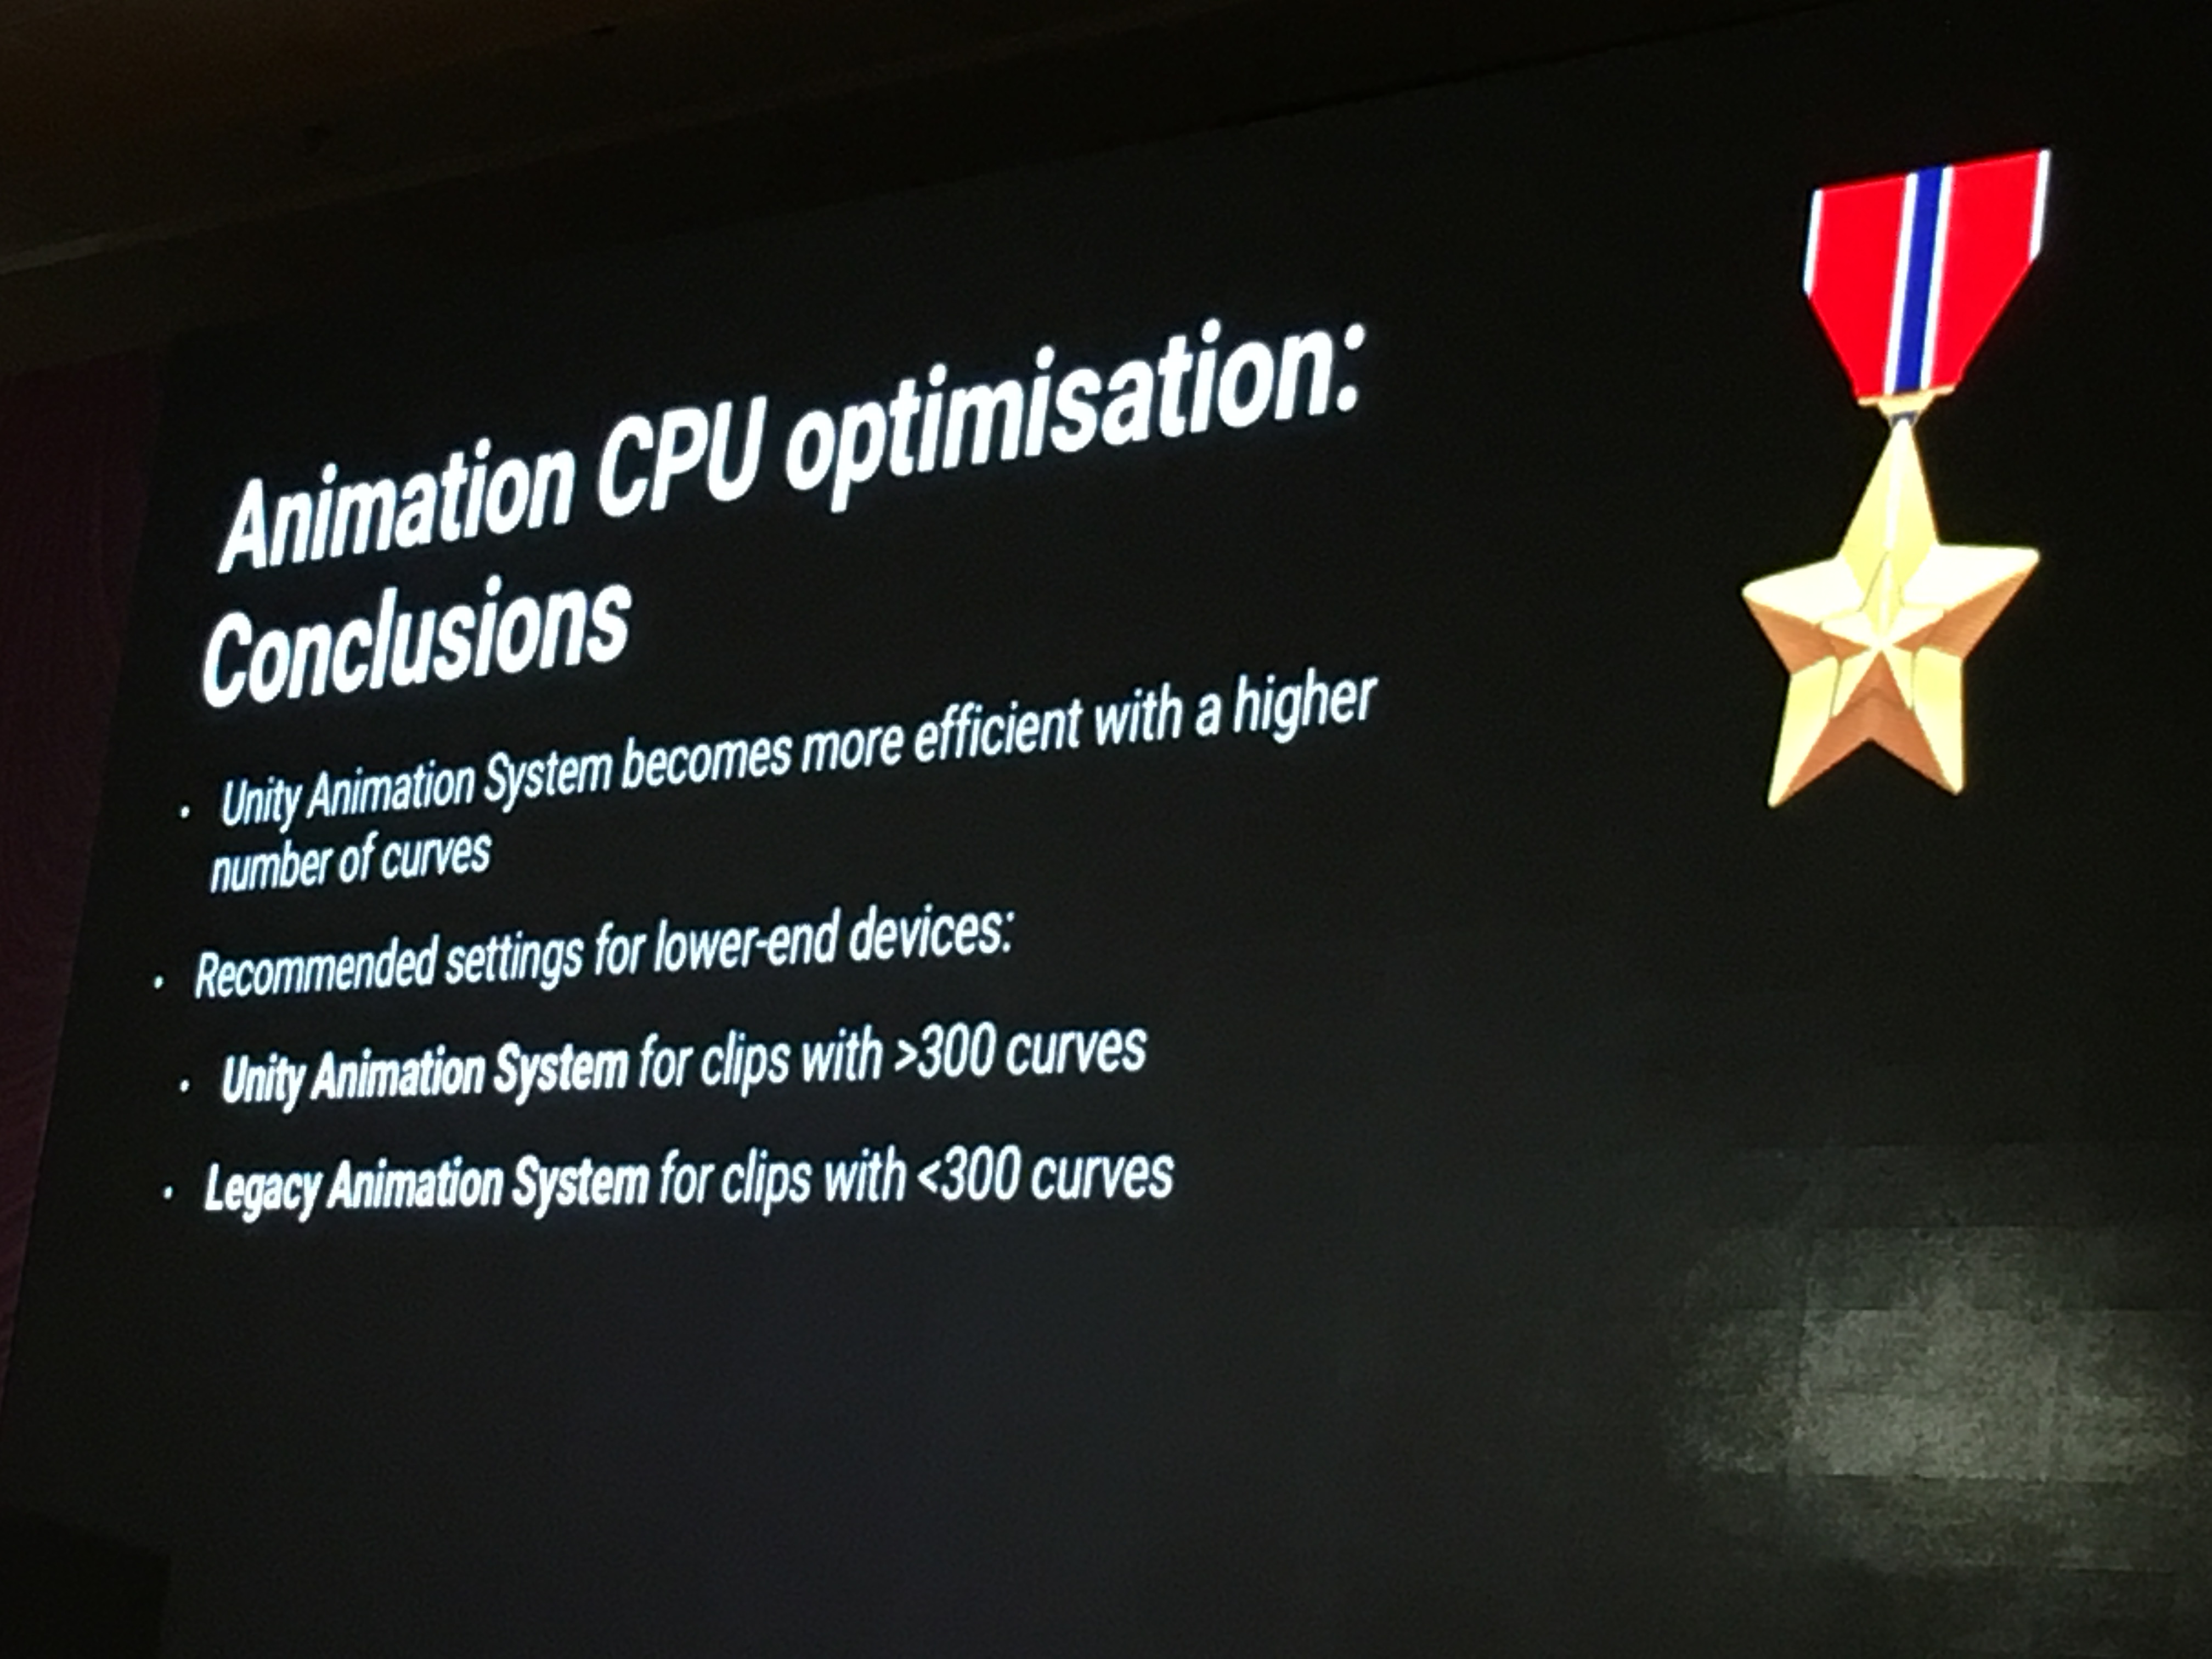 Animation CPU optimisation:
Conclusions
· Unity Animation System becomes more efficient with a higher
number of curves
· Recommended settings for lower-end devices:
· Unity Animation System for clips with >300 curves
· Legacy Animation System for clips with <300 curves